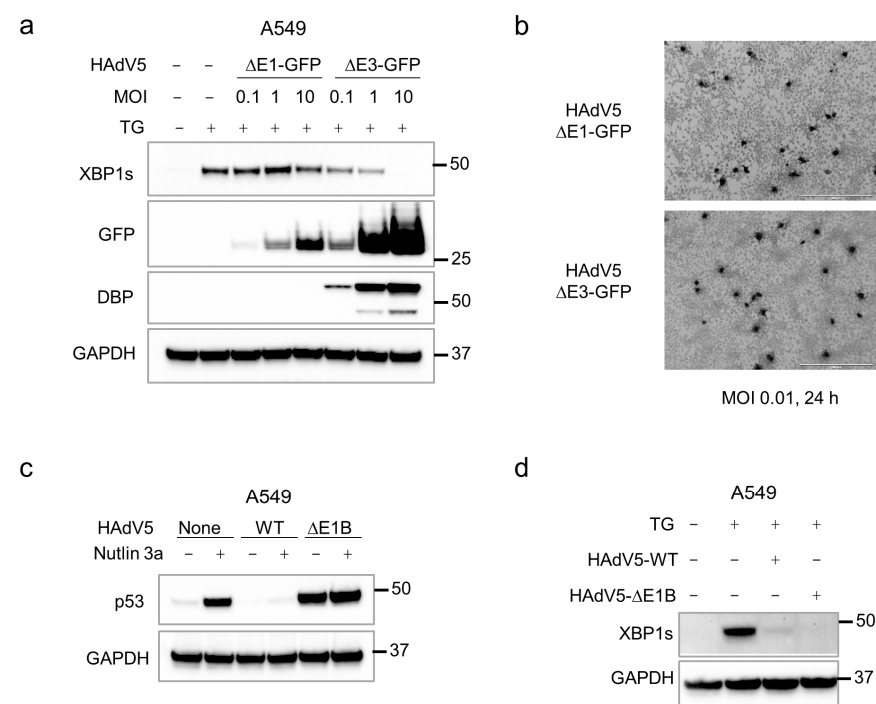 a
A549
HAdV5 – – ΔE1-GFP ΔE3-GFP
MOI – – 0.1 1 10 0.1 1 10
TG – + + + + + + +
XBP1s
50
GFP
25
DBP
50
GAPDH
37
b
HAdV5
ΔE1-GFP
HAdV5
ΔE3-GFP
MOI 0.01, 24 h
c
A549
HAdV5 None WT ΔE1B
Nutlin 3a – + – + – +
p53
50
GAPDH
37
d
A549
TG – + + +
HAdV5-WT – – + –
HAdV5-ΔE1B – – – +
XBP1s
50
GAPDH
37